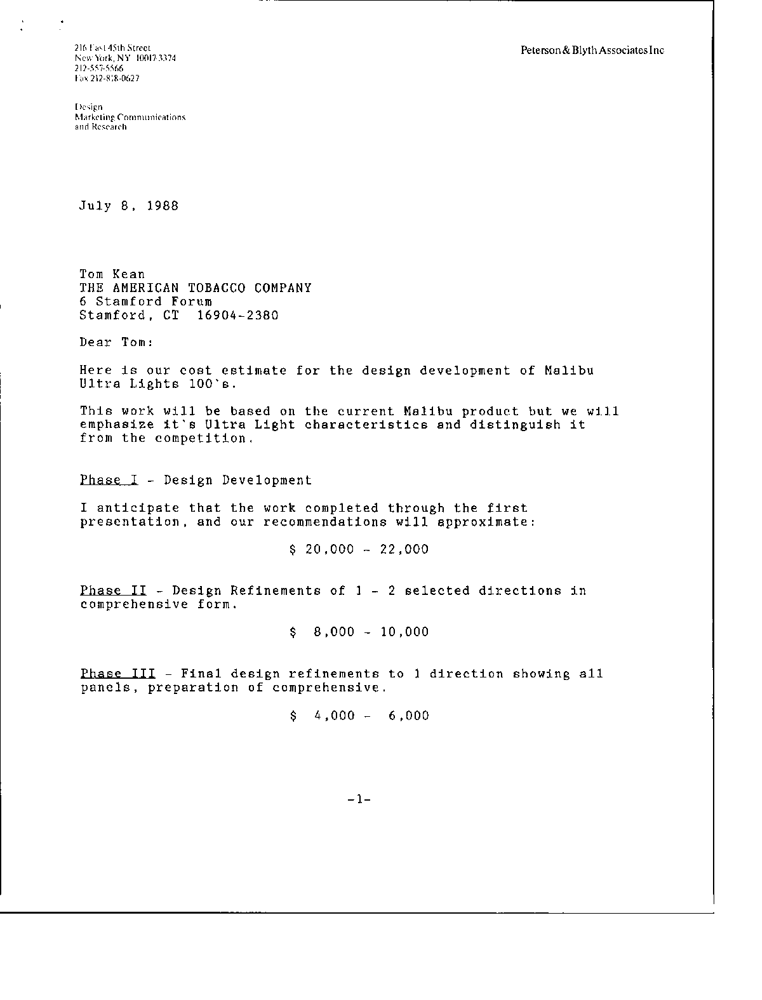 216 East 45th Street
New York, NY 10017-3374
212-557-5566
Fax 212-818-0627
Peterson & Blyth Associates Inc
Design
Marketing Communications
and Research
July 8, 1988
Tom Kean
THE AMERICAN TOBACCO COMPANY
6 Stamford Forum
Stamford, CT 16904-2380
Dear Tom:
Here is our cost estimate for the design development of Malibu
Ultra Lights 100's.
This work will be based on the current Malibu product but we will
emphasize it's Ultra Light characteristics and distinguish it
from the competition.
Phase I - Design Development
I anticipate that the work completed through the first
presentation, and our recommendations will approximate:
$ 20,000 - 22,000
Phase II - Design Refinements of 1 - 2 selected directions in
comprehensive form.
$ 8,000 - 10,000
Phase III - Final design refinements to 1 direction showing all
panels, preparation of comprehensive.
$ 4,000 - 6,000
-1-